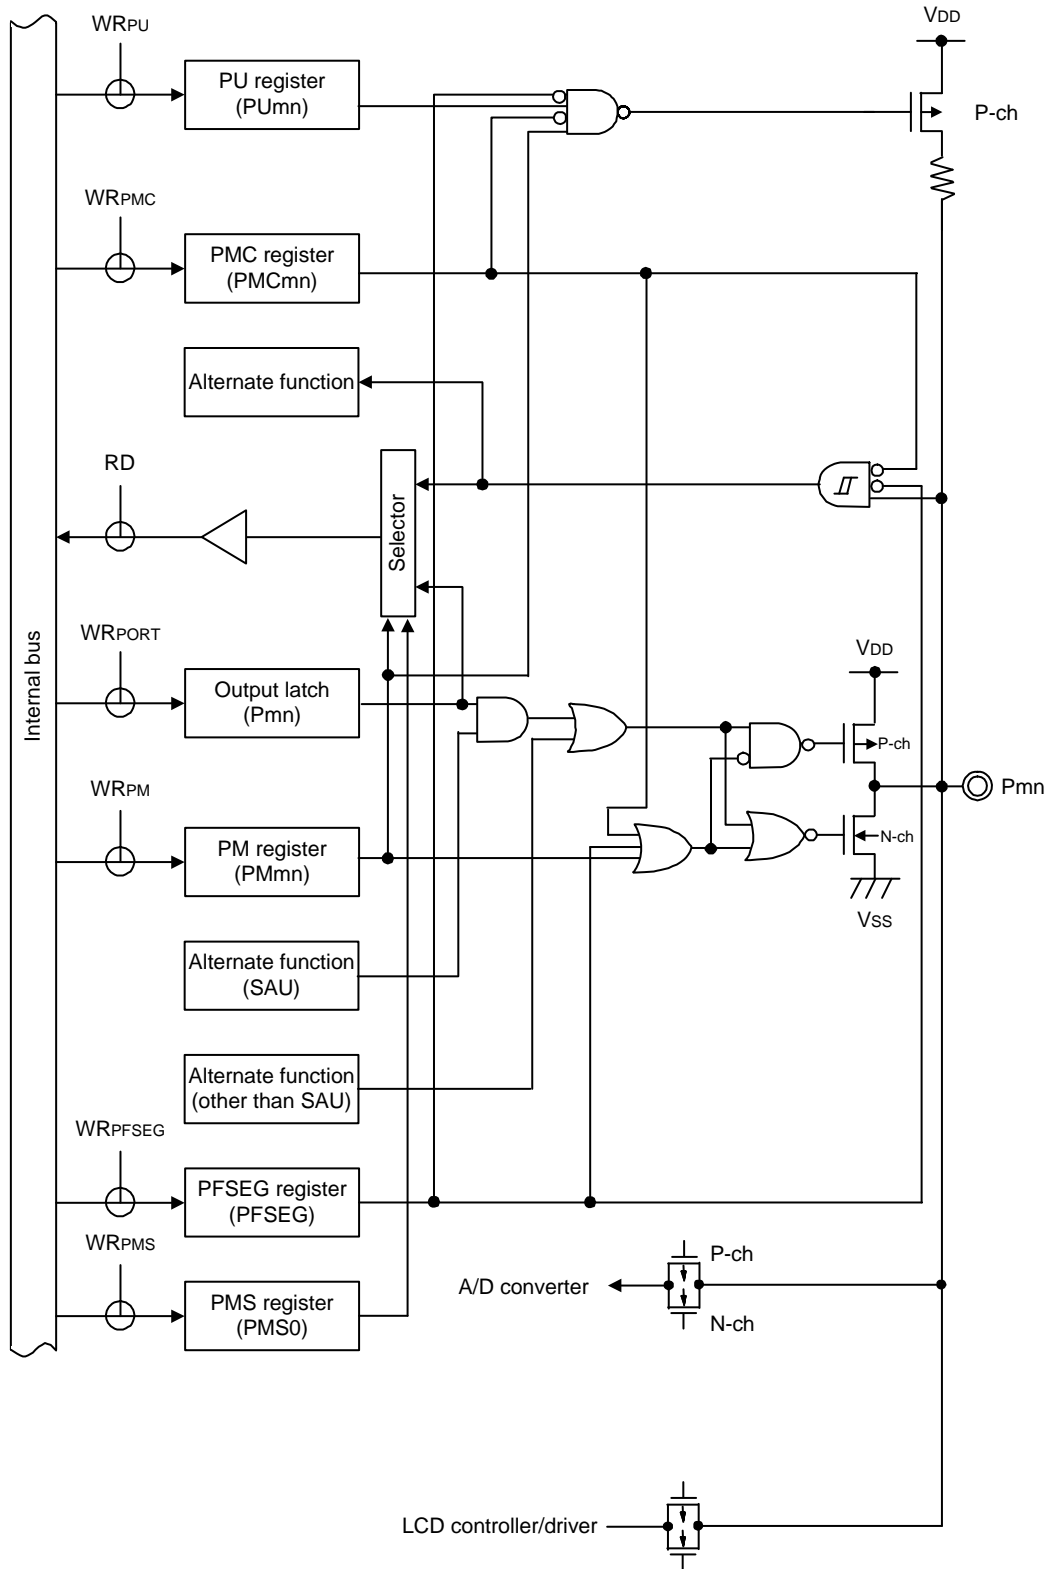 WRPU
VDD
PU register
(PUmn)
P-ch
WRPMC
PMC register
(PMCmn)
Alternate function
RD
Selector
Internal bus
WRPORT
Output latch
(Pmn)
VDD
P-ch
Pmn
WRPM
PM register
(PMmn)
N-ch
VSS
Alternate function
(SAU)
Alternate function
(other than SAU)
WRPFSEG
PFSEG register
(PFSEG)
WRPMS
PMS register
(PMS0)
P-ch
A/D converter
N-ch
LCD controller/driver